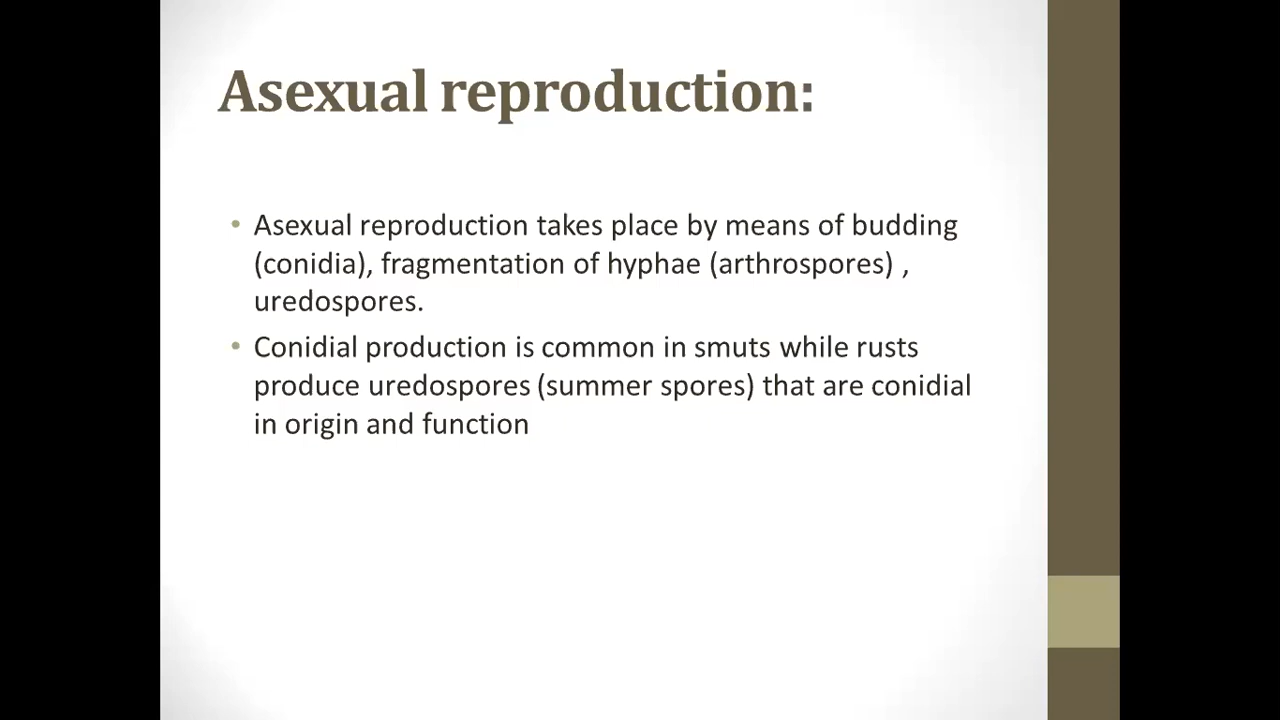 Asexual reproduction:
• Asexual reproduction takes place by means of budding
(conidia), fragmentation of hyphae (arthrospores) ,
uredospores.
• Conidial production is common in smuts while rusts
produce uredospores (summer spores) that are conidial
in origin and function